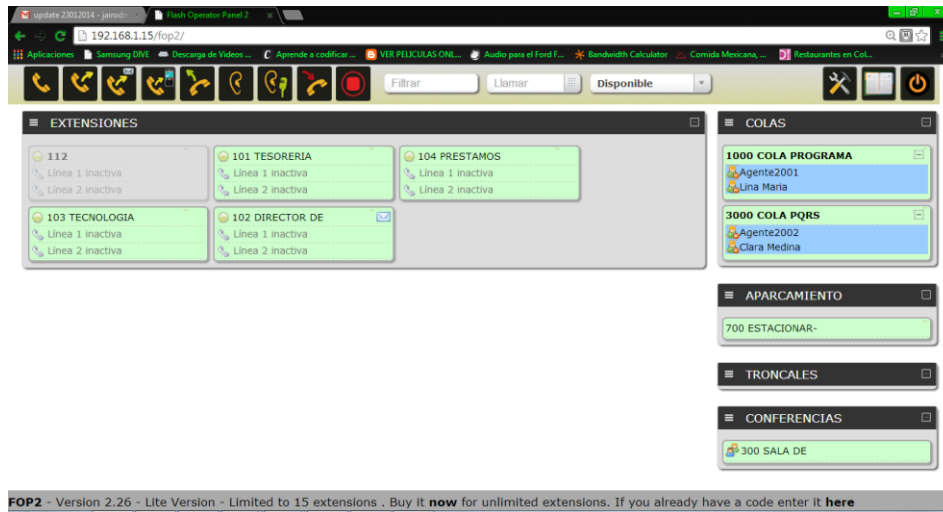 update 23012014 - jairodi
Flash Operator Panel 2
192.168.1.15/fop2/
Aplicaciones
Samsung DIVE
Descarga de Videos ...
Aprende a codificar ...
VER PELICULAS ONL...
Audio para el Ford F...
Bandwidth Calculator
Comida Mexicana, ...
Restaurantes en Col...
Filtrar
Llamar
Disponible
EXTENSIONES
112
Línea 1 inactiva
Línea 2 inactiva
101 TESORERIA
Línea 1 inactiva
Línea 2 inactiva
104 PRESTAMOS
Línea 1 inactiva
Línea 2 inactiva
103 TECNOLOGIA
Línea 1 inactiva
Línea 2 inactiva
102 DIRECTOR DE
Línea 1 inactiva
Línea 2 inactiva
COLAS
1000 COLA PROGRAMA
Agente2001
Lina Maria
3000 COLA PQRS
Agente2002
Clara Medina
APARCAMIENTO
700 ESTACIONAR-
TRONCALES
CONFERENCIAS
300 SALA DE
FOP2 - Version 2.26 - Lite Version - Limited to 15 extensions . Buy it now for unlimited extensions. If you already have a code enter it here